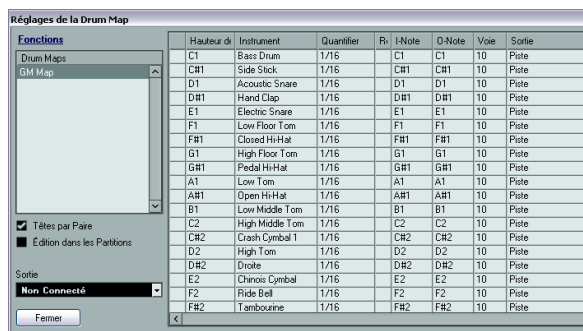 Réglages de la Drum Map
Fonctions
Drum Maps
GM Map
Têtes par Paire
Édition dans les Partitions
Sortie
Non Connecté
Fermer
Hauteur de Instrument Quantifier I-Note O-Note Voie Sortie
C1 Bass Drum 1/16 C1 C1 10 Piste
C#1 Side Stick 1/16 C#1 C#1 10 Piste
D1 Acoustic Snare 1/16 D1 D1 10 Piste
D#1 Hand Clap 1/16 D#1 D#1 10 Piste
E1 Electric Snare 1/16 E1 E1 10 Piste
F1 Low Floor Tom 1/16 F1 F1 10 Piste
F#1 Closed Hi-Hat 1/16 F#1 F#1 10 Piste
G1 High Floor Tom 1/16 G1 G1 10 Piste
G#1 Pedal Hi-Hat 1/16 G#1 G#1 10 Piste
A1 Low Tom 1/16 A1 A1 10 Piste
A#1 Open Hi-Hat 1/16 A#1 A#1 10 Piste
B1 Low Middle Tom 1/16 B1 B1 10 Piste
C2 High Middle Tom 1/16 C2 C2 10 Piste
C#2 Crash Cymbal 1 1/16 C#2 C#2 10 Piste
D2 High Tom 1/16 D2 D2 10 Piste
D#2 Droite 1/16 D#2 D#2 10 Piste
E2 Chinois Cymbal 1/16 E2 E2 10 Piste
F2 Ride Bell 1/16 F2 F2 10 Piste
F#2 Tambourine 1/16 F#2 F#2 10 Piste